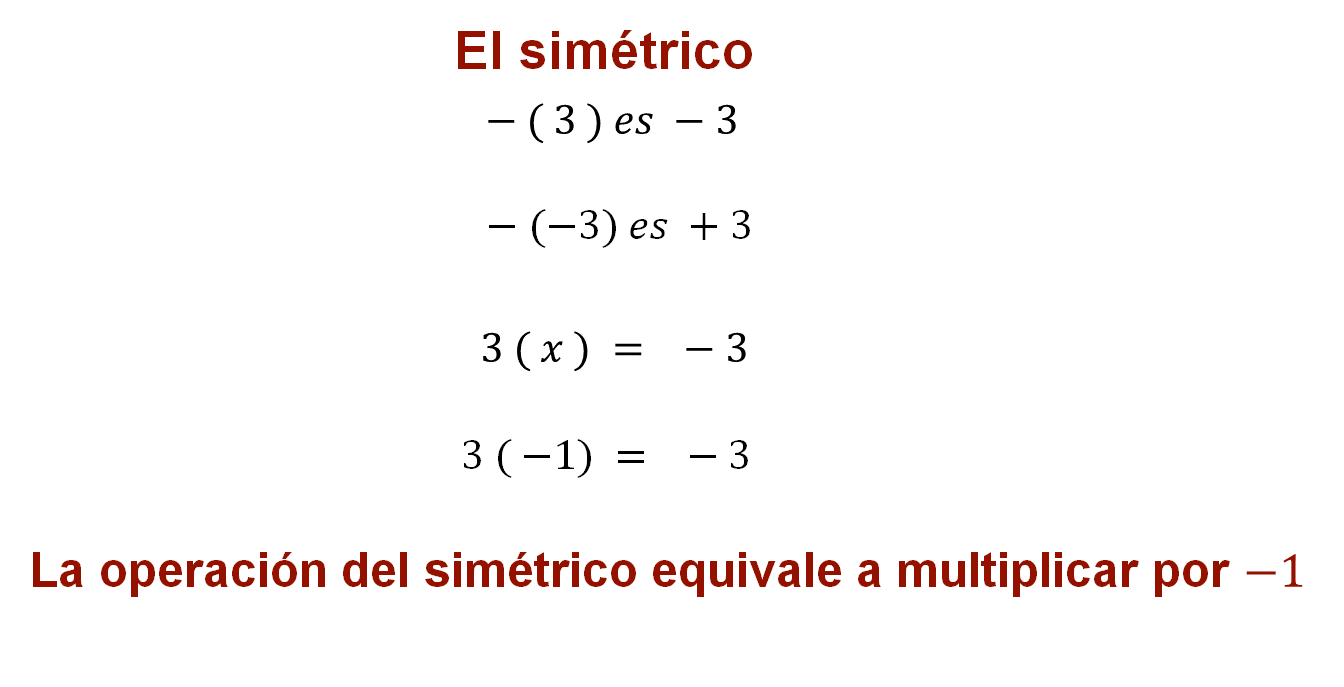 El simétrico
− ( 3 ) es − 3
− (−3) es + 3
3 ( x ) = − 3
3 ( −1) = − 3
La operación del simétrico equivale a multiplicar por −1